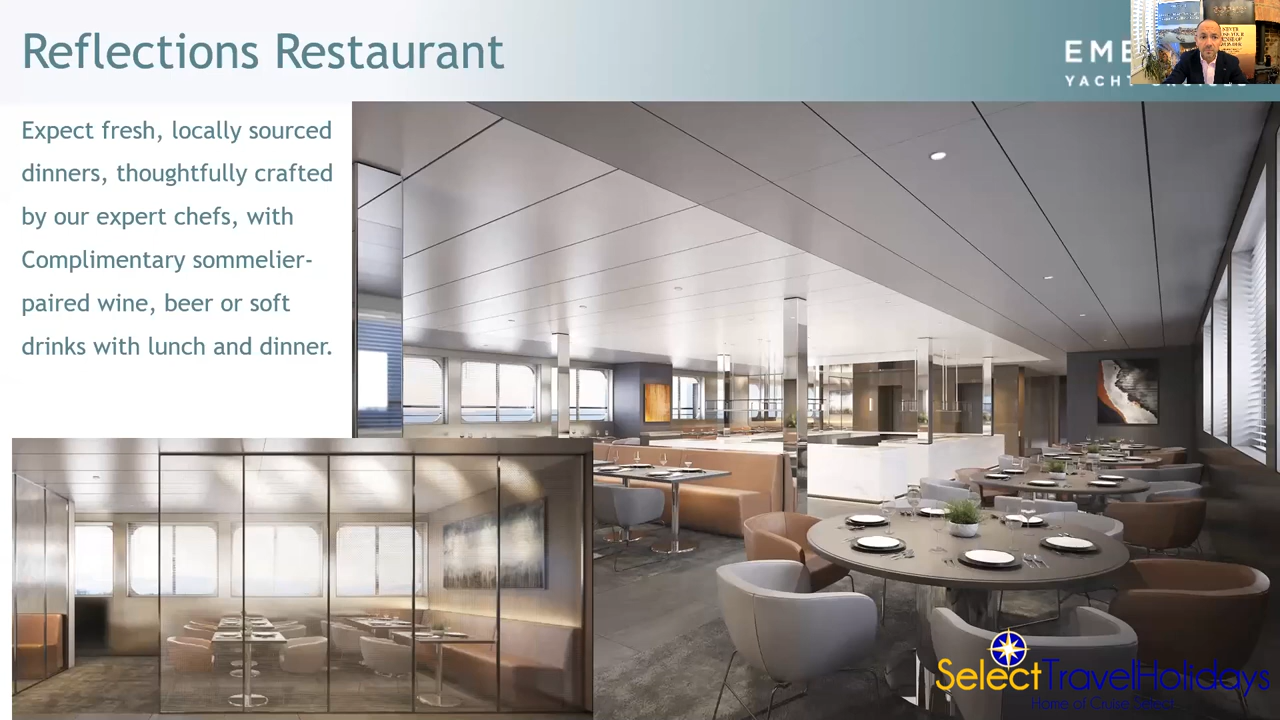 Reflections Restaurant
EME
YACHT
Expect fresh, locally sourced
dinners, thoughtfully crafted
by our expert chefs, with
Complimentary sommelier-
paired wine, beer or soft
drinks with lunch and dinner.
SelectTravelHolidays
Home of Cruise Select